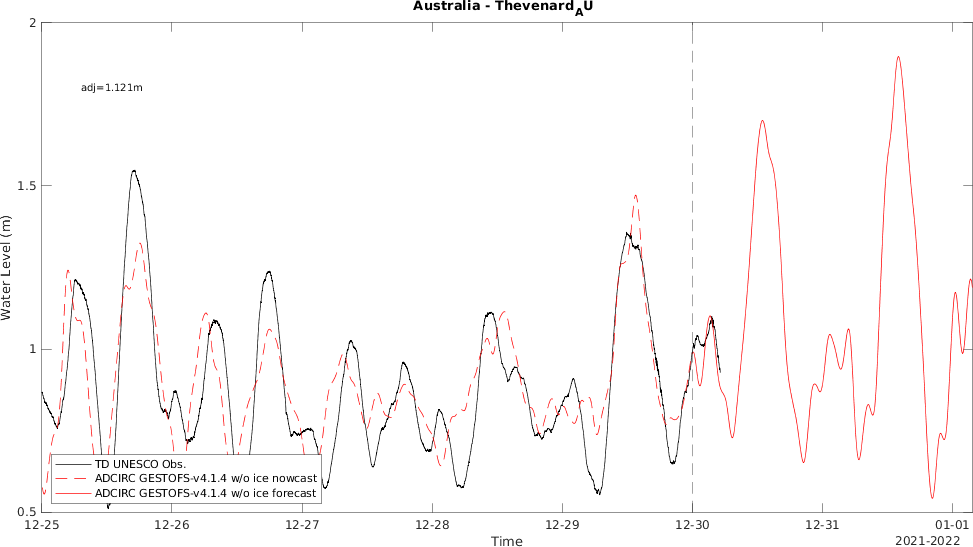 Australia - Thevenard_AU
2
adj=1.121m
1.5
Water Level (m)
1
TD UNESCO Obs.
ADCIRC GESTOFS-v4.1.4 w/o ice nowcast
ADCIRC GESTOFS-v4.1.4 w/o ice forecast
0.5
12-25 12-26 12-27 12-28 12-29 12-30 12-31 01-01
Time
2021-2022